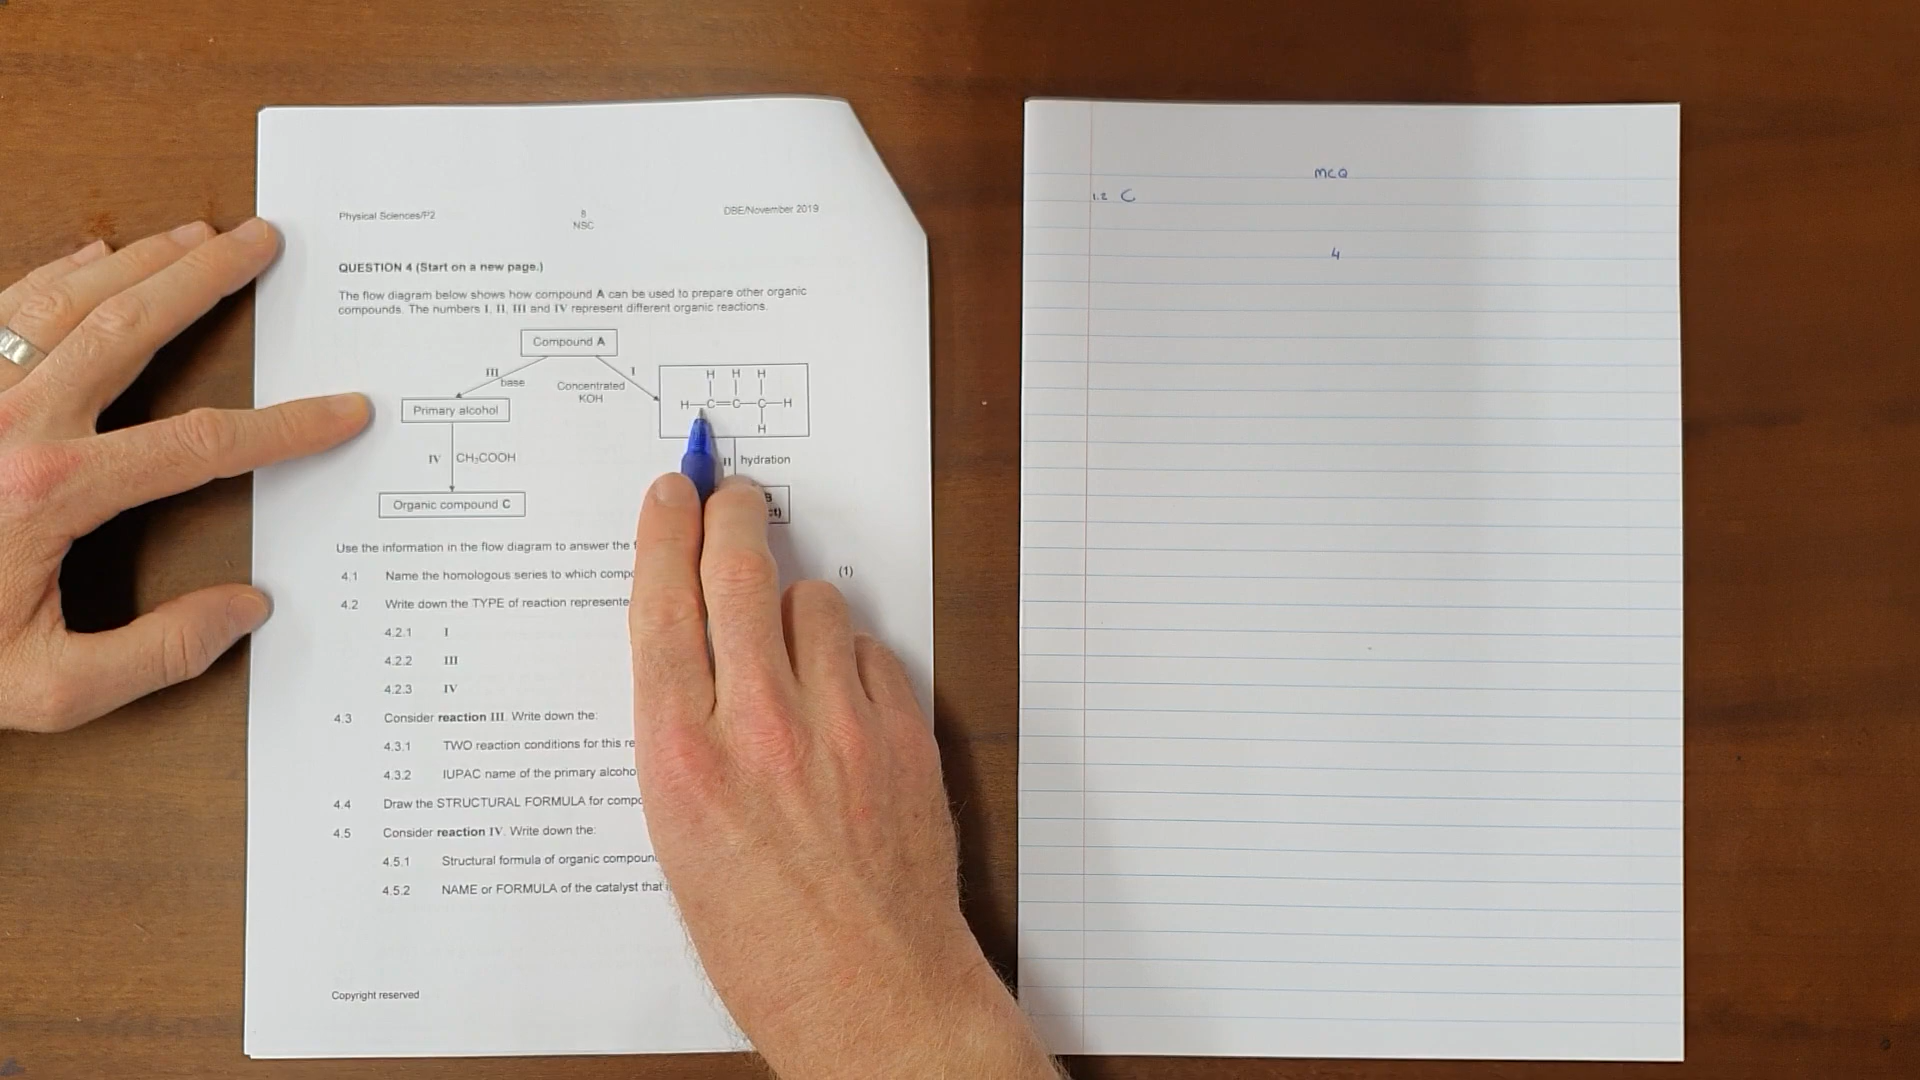 Physical Sciences/P2 8 DBE/November 2019
NSC
QUESTION 4 (Start on a new page.)
The flow diagram below shows how compound A can be used to prepare other organic
compounds. The numbers I, II, III and IV represent different organic reactions.
Compound A
III
base
I
Concentrated
KOH
Primary alcohol
H H H
H—C=C—C—H
H
IV CH₃COOH
II hydration
Organic compound C
B
ct)
Use the information in the flow diagram to answer the
4.1 Name the homologous series to which (1)
4.2 Write down the TYPE of reaction
4.2.1 I
4.2.2 III
4.2.3 IV
4.3 Consider reaction III. Write down the:
4.3.1 TWO reaction conditions for this
4.3.2 IUPAC name of the primary
4.4 Draw the STRUCTURAL FORMULA for
4.5 Consider reaction IV. Write down the:
4.5.1 Structural formula of organic
4.5.2 NAME or FORMULA of the catalyst that
Copyright reserved
MCQ
1.2 C
4